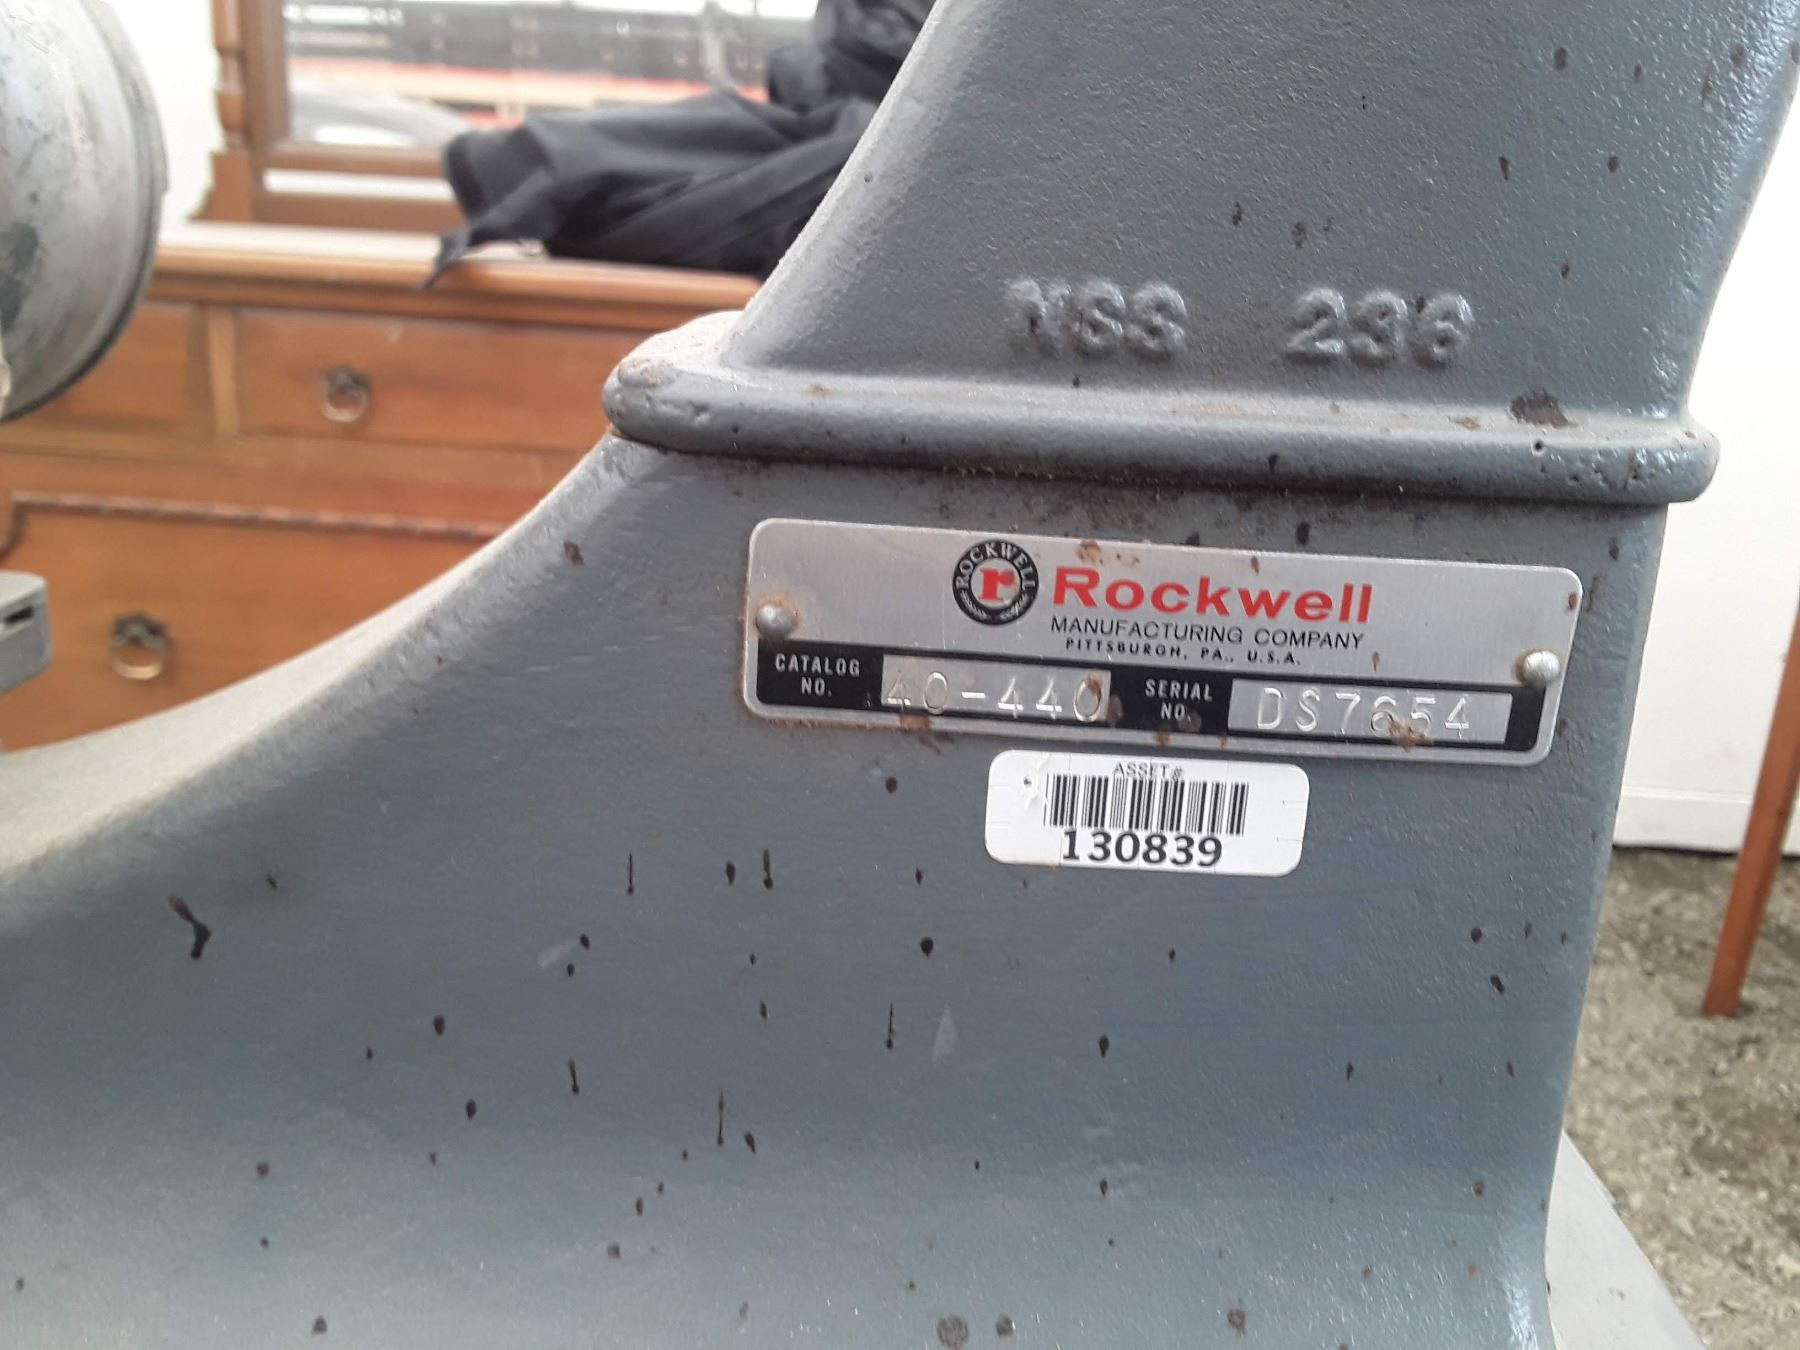 NSS 236
ROCKWELL
r
Rockwell
MANUFACTURING COMPANY
PITTSBURGH, PA., U.S.A.
CATALOG NO. 40-440 SERIAL NO. DS7654
ASSET#
130839